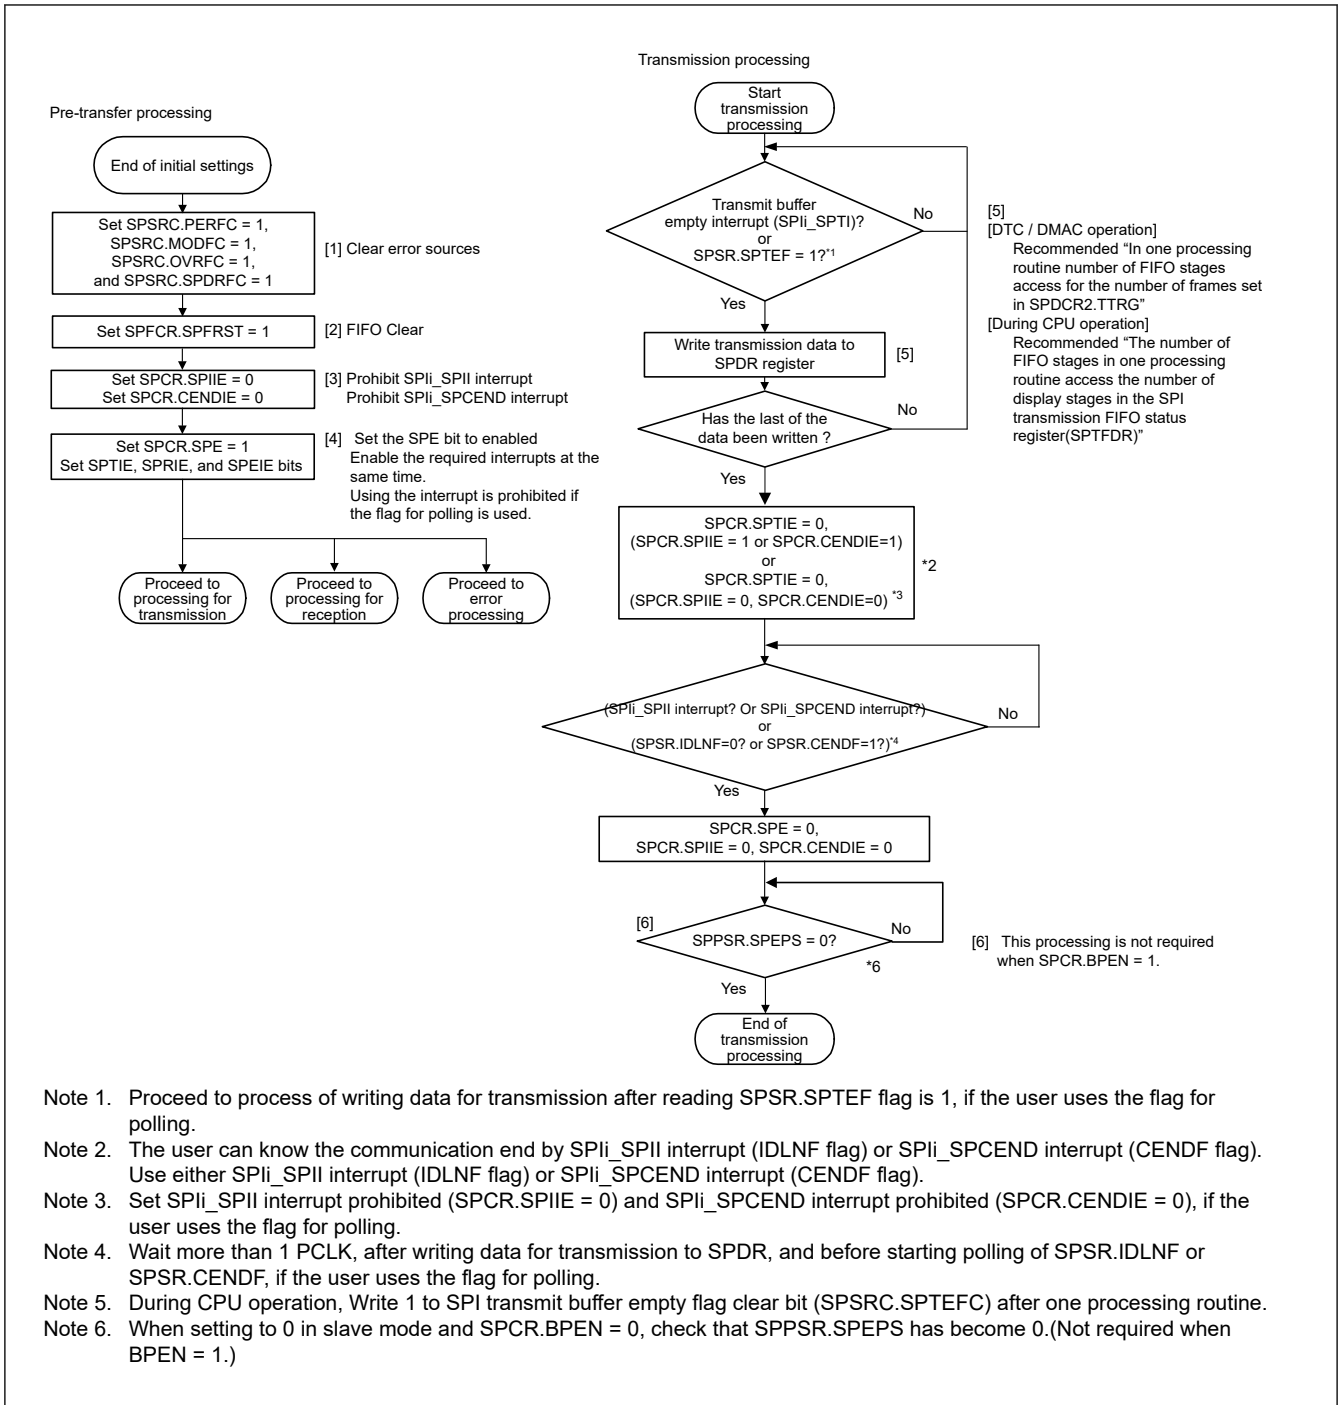 Pre-transfer processing
End of initial settings
Set SPSRC.PERFC = 1,
SPSRC.MODFC = 1,
SPSRC.OVRFC = 1,
and SPSRC.SPDRFC = 1
[1] Clear error sources
Set SPFCR.SPFRST = 1
[2] FIFO Clear
Set SPCR.SPIIE = 0
Set SPCR.CENDIE = 0
[3] Prohibit SPIi_SPII interrupt
Prohibit SPIi_SPCEND interrupt
Set SPCR.SPE = 1
Set SPTIE, SPRIE, and SPEIE bits
[4] Set the SPE bit to enabled
Enable the required interrupts at the
same time.
Using the interrupt is prohibited if
the flag for polling is used.
Proceed to
processing for
transmission
Proceed to
processing for
reception
Proceed to
error
processing
Transmission processing
Start
transmission
processing
Transmit buffer
empty interrupt (SPIi_SPTI)?
or
SPSR.SPTEF = 1?*1
No
Yes
Write transmission data to
SPDR register
[5]
Has the last of the
data been written ?
No
Yes
[5]
[DTC / DMAC operation]
Recommended “In one processing
routine number of FIFO stages
access for the number of frames set
in SPDCR2.TTRG”
[During CPU operation]
Recommended “The number of
FIFO stages in one processing
routine access the number of
display stages in the SPI
transmission FIFO status
register(SPTFDR)”
SPCR.SPTIE = 0,
(SPCR.SPIIE = 1 or SPCR.CENDIE=1)
or
SPCR.SPTIE = 0,
(SPCR.SPIIE = 0, SPCR.CENDIE=0) *3
*2
(SPIi_SPII interrupt? Or SPIi_SPCEND interrupt?)
or
(SPSR.IDLNF=0? or SPSR.CENDF=1?)*4
No
Yes
SPCR.SPE = 0,
SPCR.SPIIE = 0, SPCR.CENDIE = 0
[6]
SPPSR.SPEPS = 0?
No
*6
Yes
[6] This processing is not required
when SPCR.BPEN = 1.
End of
transmission
processing
Note 1. Proceed to process of writing data for transmission after reading SPSR.SPTEF flag is 1, if the user uses the flag for
polling.
Note 2. The user can know the communication end by SPIi_SPII interrupt (IDLNF flag) or SPIi_SPCEND interrupt (CENDF flag).
Use either SPIi_SPII interrupt (IDLNF flag) or SPIi_SPCEND interrupt (CENDF flag).
Note 3. Set SPIi_SPII interrupt prohibited (SPCR.SPIIE = 0) and SPIi_SPCEND interrupt prohibited (SPCR.CENDIE = 0), if the
user uses the flag for polling.
Note 4. Wait more than 1 PCLK, after writing data for transmission to SPDR, and before starting polling of SPSR.IDLNF or
SPSR.CENDF, if the user uses the flag for polling.
Note 5. During CPU operation, Write 1 to SPI transmit buffer empty flag clear bit (SPSRC.SPTEFC) after one processing routine.
Note 6. When setting to 0 in slave mode and SPCR.BPEN = 0, check that SPPSR.SPEPS has become 0.(Not required when
BPEN = 1.)